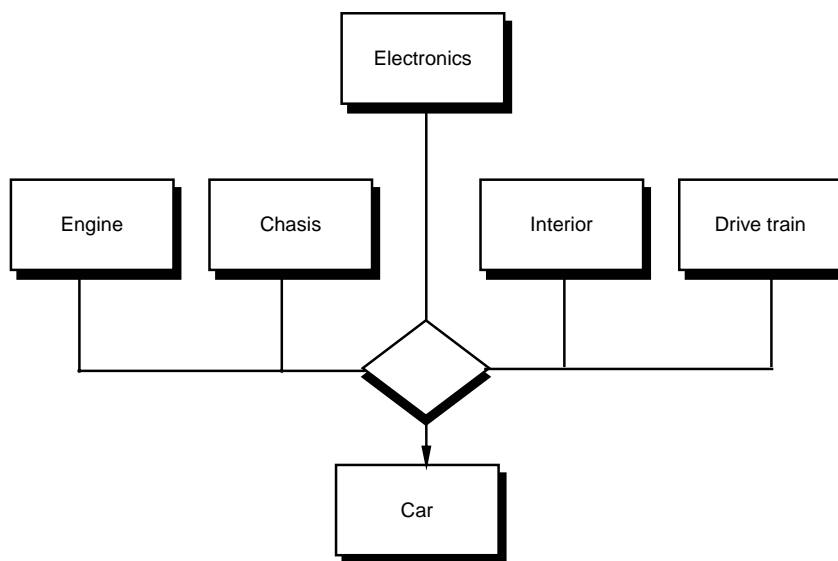 Electronics
Engine
Chasis
Interior
Drive train
Car